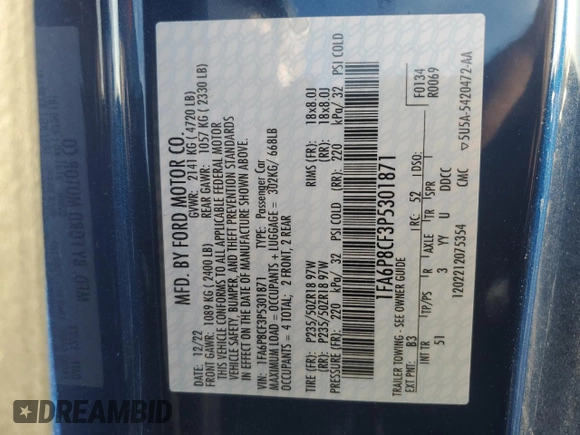 MFD. BY FORD MOTOR CO.
DATE: 12/22 GVWR: 2141 KG ( 4720 LB)
FRONT GAWR: 1089 KG ( 2400 LB) REAR GAWR: 1057 KG ( 2330 LB)
THIS VEHICLE CONFORMS TO ALL APPLICABLE FEDERAL MOTOR
VEHICLE SAFETY, BUMPER, AND THEFT PREVENTION STANDARDS
IN EFFECT ON THE DATE OF MANUFACTURE SHOWN ABOVE.
VIN: 1FA6P8CF3P5301871 TYPE: Passenger Car
MAXIMUM LOAD = OCCUPANTS + LUGGAGE = 302KG/ 668LB
OCCUPANTS = 4 TOTAL; 2 FRONT, 2 REAR
TIRE (FR): P235/50ZR18 97W RIMS (FR): 18x8.0J
TIRE (RR): P235/50ZR18 97W RIMS (RR): 18x8.0J
PRESSURE (FR): 220 kPa/32 PSI COLD (RR): 220 kPa/ 32 PSI COLD
1FA6P8CF3P5301871
TRAILER TOWING - SEE OWNER GUIDE
EXT PNT: B3 RC: 52 DSO: F0134
R0069
INT TR TP/PS R AXLE TR SPR
51 3 YY U DDCC
1202212075354 CMC ▽5U5A-5420472-AA
DREAMBID